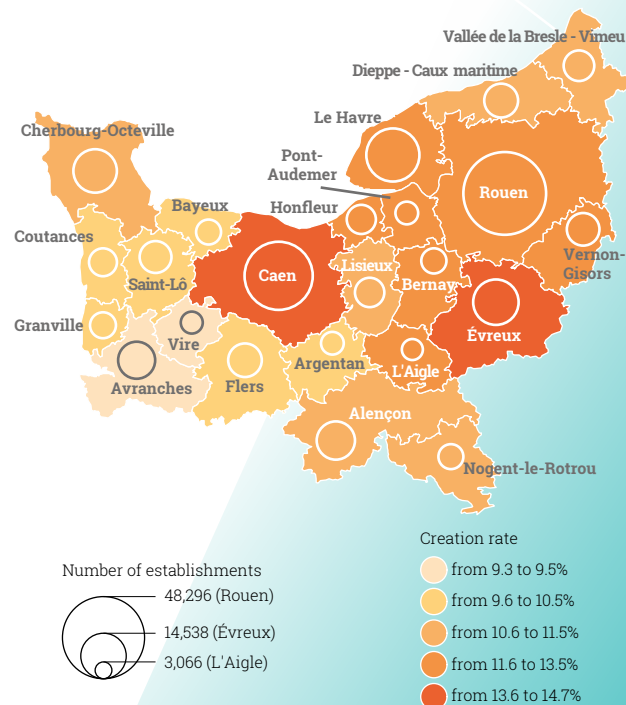 Vallée de la Bresle - Vimeu
Dieppe - Caux maritime
Le Havre
Cherbourg-Octeville
Pont-
Audemer
Rouen
Honfleur
Bayeux
Coutances
Vernon-
Gisors
Lisieux
Caen
Saint-Lô
Bernay
Granville
Évreux
Vire
Argentan
L'Aigle
Avranches
Flers
Alençon
Nogent-le-Rotrou
Creation rate
from 9.3 to 9.5%
from 9.6 to 10.5%
from 10.6 to 11.5%
from 11.6 to 13.5%
from 13.6 to 14.7%
Number of establishments
48,296 (Rouen)
14,538 (Évreux)
3,066 (L'Aigle)